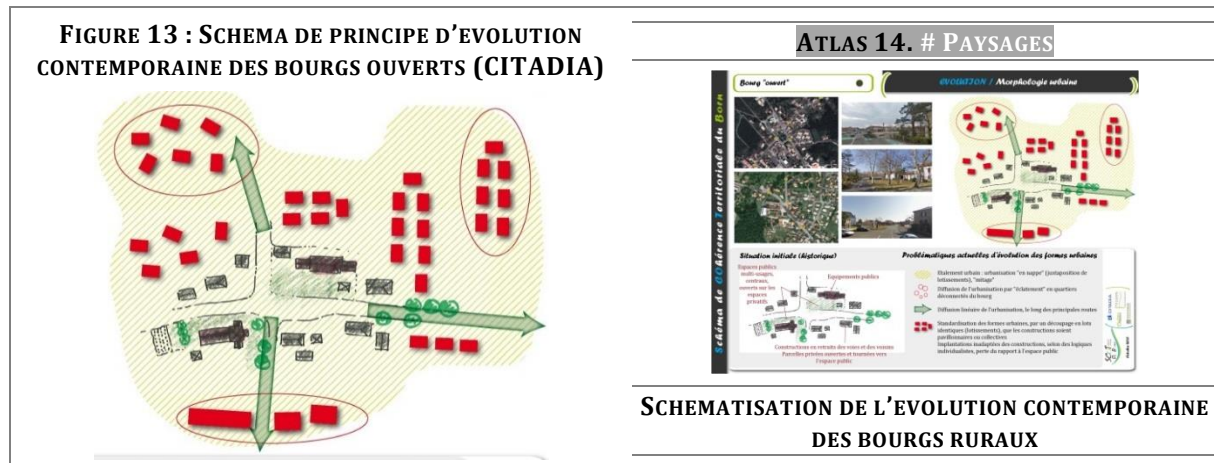 FIGURE 13 : SCHEMA DE PRINCIPE D'EVOLUTION
CONTEMPORAINE DES BOURGS OUVERTS (CITADIA)
ATLAS 14. # PAYSAGES
Bourg "ouvert"
EVOLUTION / Morphologie urbaine
Schéma de COhérence Territoriale du Born
Situation initiale (historique)
Espaces publics
multi-usages,
centraux,
ouverts sur les
espaces
privatifs
Equipements publics
Constructions en retraits des voies et des voisins
Parcelles privées ouvertes et tournées vers
l'espace public
Problématiques actuelles d'évolution des formes urbaines
Etalement urbain : urbanisation "en nappe" (juxtaposition de
lotissements), "mitage"
Diffusion de l'urbanisation par "éclatement" en quartiers
déconnectés du bourg
Diffusion linéaire de l'urbanisation, le long des principales routes
Standardisation des formes urbaines, par un découpage en lots
identiques (lotissements), que les constructions soient
pavillonnaires ou collectives
Implantations inadaptées des constructions, selon des logiques
individualistes, perte du rapport à l'espace public
SCHEMATISATION DE L'EVOLUTION CONTEMPORAINE
DES BOURGS RURAUX